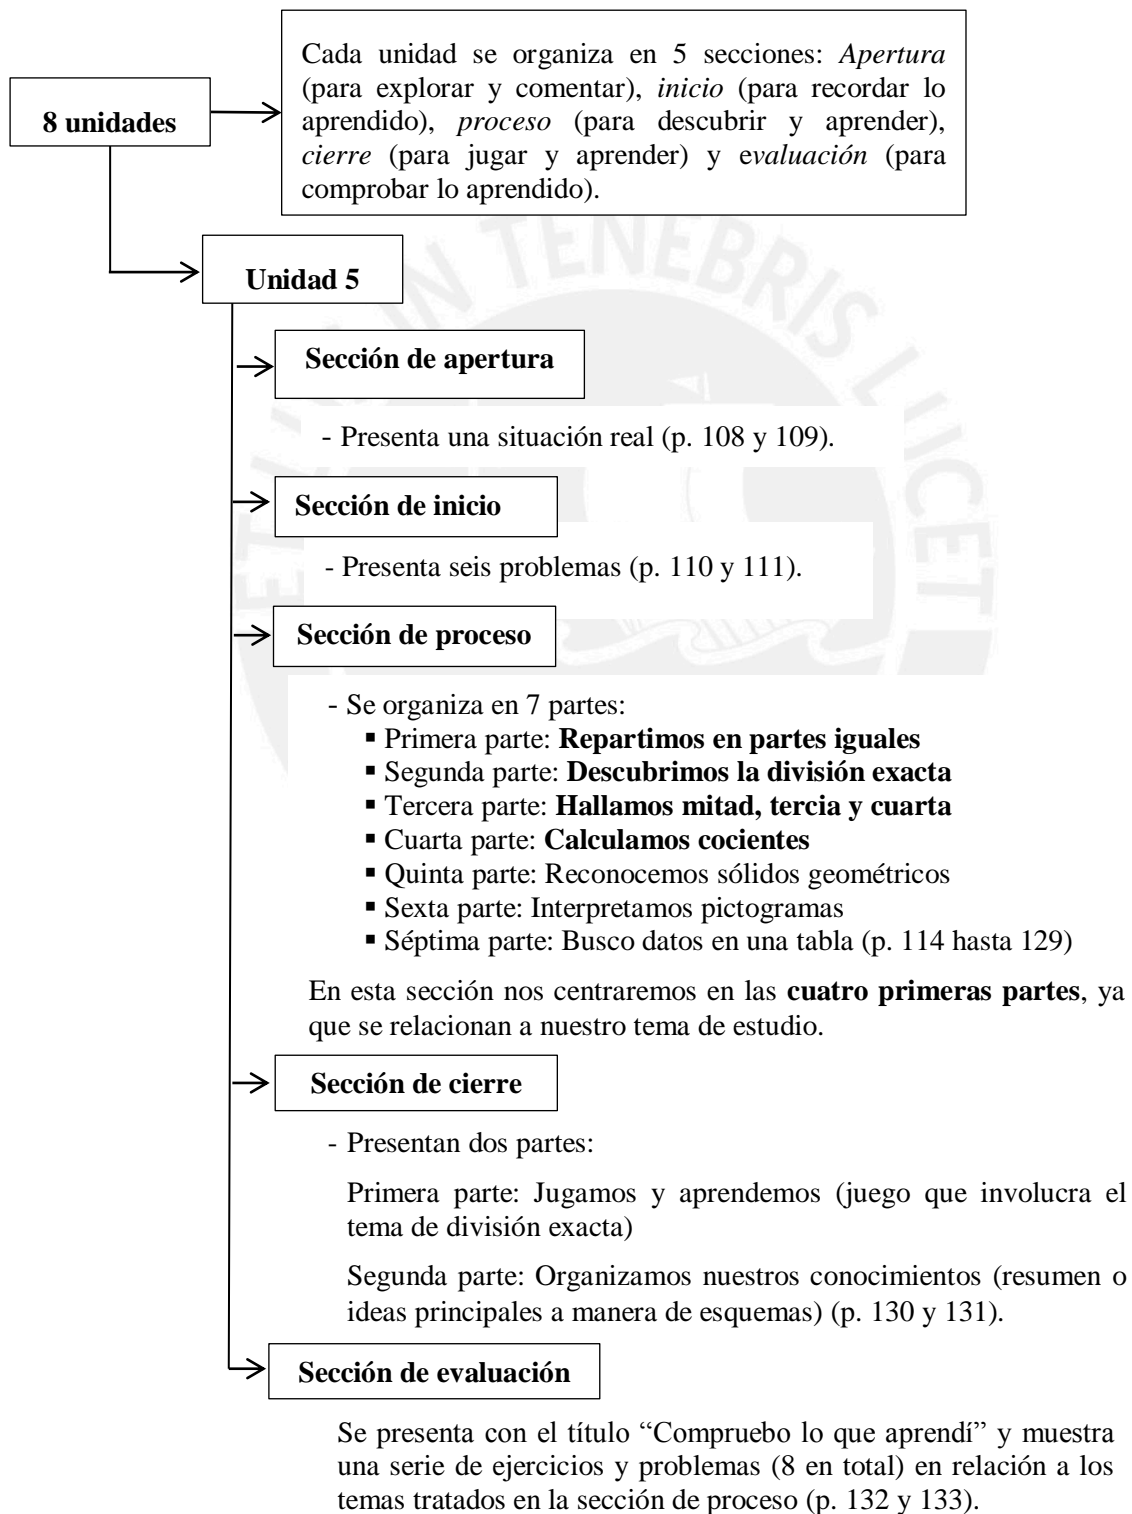 Cada unidad se organiza en 5 secciones: Apertura
(para explorar y comentar), inicio (para recordar lo
aprendido), proceso (para descubrir y aprender),
cierre (para jugar y aprender) y evaluación (para
comprobar lo aprendido).
8 unidades
Unidad 5
Sección de apertura
- Presenta una situación real (p. 108 y 109).
Sección de inicio
- Presenta seis problemas (p. 110 y 111).
Sección de proceso
- Se organiza en 7 partes:
▪ Primera parte: Repartimos en partes iguales
▪ Segunda parte: Descubrimos la división exacta
▪ Tercera parte: Hallamos mitad, tercia y cuarta
▪ Cuarta parte: Calculamos cocientes
▪ Quinta parte: Reconocemos sólidos geométricos
▪ Sexta parte: Interpretamos pictogramas
▪ Séptima parte: Busco datos en una tabla (p. 114 hasta 129)
En esta sección nos centraremos en las cuatro primeras partes, ya
que se relacionan a nuestro tema de estudio.
Sección de cierre
- Presentan dos partes:
Primera parte: Jugamos y aprendemos (juego que involucra el
tema de división exacta)
Segunda parte: Organizamos nuestros conocimientos (resumen o
ideas principales a manera de esquemas) (p. 130 y 131).
Sección de evaluación
Se presenta con el título “Compruebo lo que aprendí” y muestra
una serie de ejercicios y problemas (8 en total) en relación a los
temas tratados en la sección de proceso (p. 132 y 133).
ET LUX IN TENEBRIS LUCET